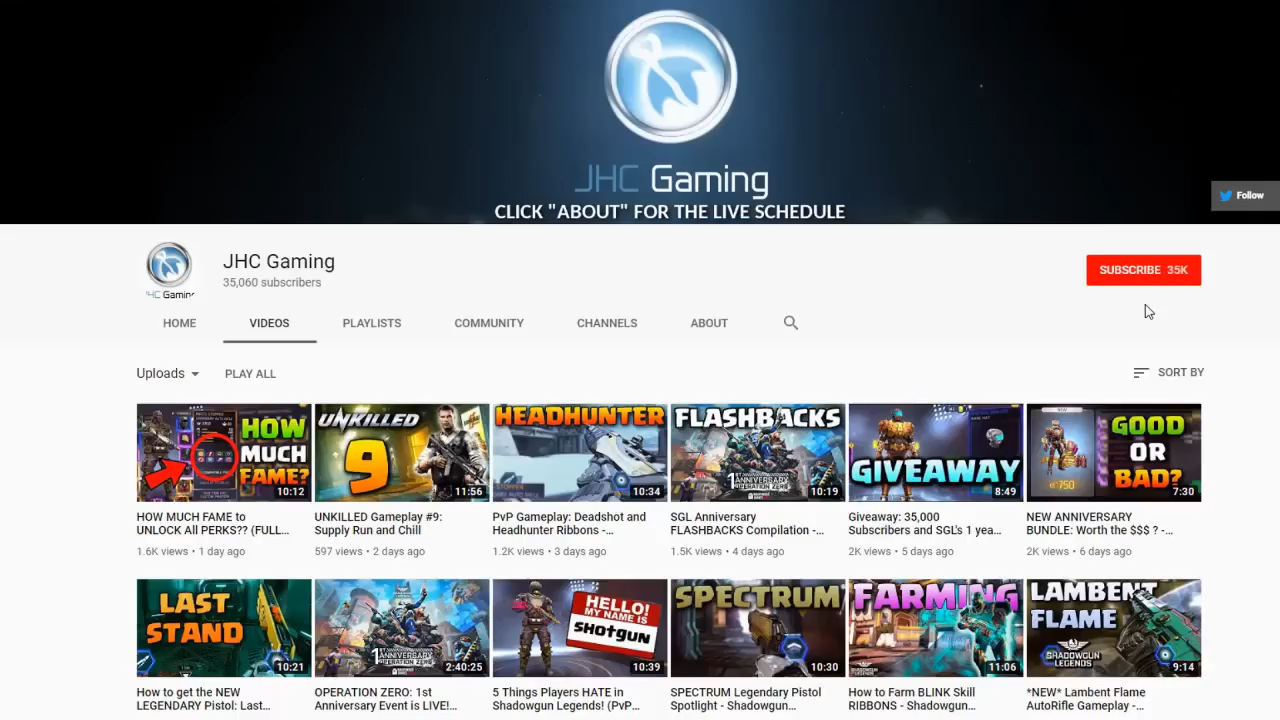 JHC Gaming
CLICK "ABOUT" FOR THE LIVE SCHEDULE
Follow
JHC Gaming
35,060 subscribers
SUBSCRIBE 35K
HOME VIDEOS PLAYLISTS COMMUNITY CHANNELS ABOUT
Uploads PLAY ALL SORT BY
HOW
MUCH
FAME?
10:12
UNKILLED
9
11:56
HEADHUNTER
10:34
FLASHBACKS
1ST ANNIVERSARY
OPERATION ZERO
10:19
GIVEAWAY
8:49
GOOD
OR
BAD?
750
7:30
HOW MUCH FAME to
UNLOCK All PERKS?? (FULL...
1.6K views • 1 day ago
UNKILLED Gameplay #9:
Supply Run and Chill
597 views • 2 days ago
PvP Gameplay: Deadshot and
Headhunter Ribbons -...
1.2K views • 3 days ago
SGL Anniversary
FLASHBACKS Compilation -...
1.5K views • 4 days ago
Giveaway: 35,000
Subscribers and SGL's 1 yea...
2K views • 5 days ago
NEW ANNIVERSARY
BUNDLE: Worth the $$$ ? -...
2K views • 6 days ago
LAST
STAND
10:21
1ST ANNIVERSARY
OPERATION ZERO
2:40:25
HELLO!
MY NAME IS
SHOTGUN
10:39
SPECTRUM
10:30
FARMING
11:06
LAMBENT
FLAME
SHADOWGUN
LEGENDS
9:14
How to get the NEW
LEGENDARY Pistol: Last...
OPERATION ZERO: 1st
Anniversary Event is LIVE!...
5 Things Players HATE in
Shadowgun Legends! (PvP...
SPECTRUM Legendary Pistol
Spotlight - Shadowgun...
How to Farm BLINK Skill
RIBBONS - Shadowgun...
*NEW* Lambent Flame
AutoRifle Gameplay -...